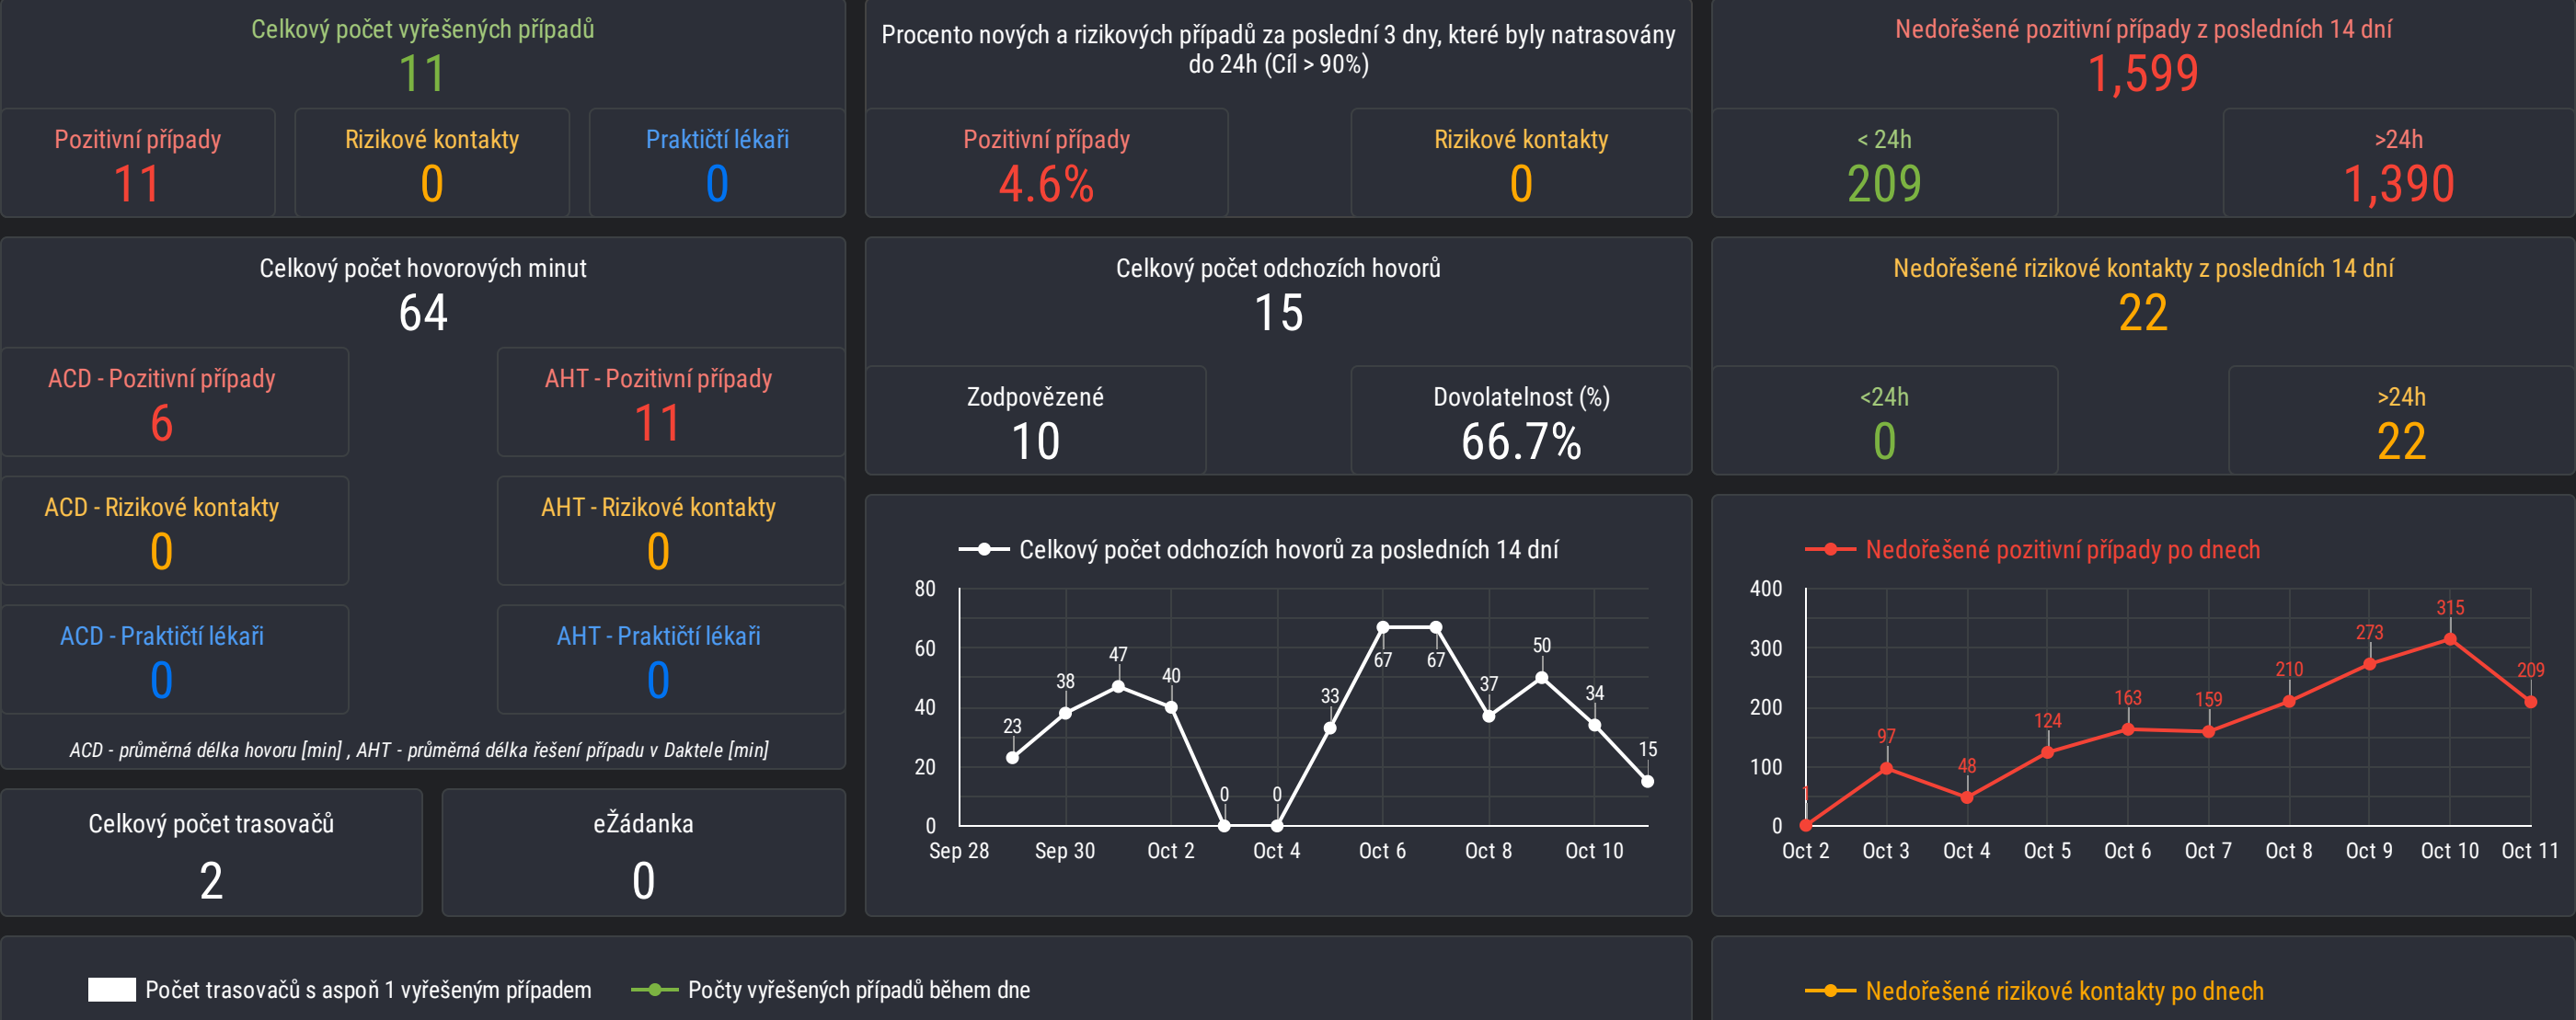 Celkový počet vyřešených případů
11
Pozitivní případy
11
Rizikové kontakty
0
Praktičtí lékaři
0
Procento nových a rizikových případů za poslední 3 dny, které byly natrasovány
do 24h (Cíl > 90%)
Pozitivní případy
4.6%
Rizikové kontakty
0
Nedořešené pozitivní případy z posledních 14 dní
1,599
< 24h
209
>24h
1,390
Celkový počet hovorových minut
64
ACD - Pozitivní případy
6
AHT - Pozitivní případy
11
ACD - Rizikové kontakty
0
AHT - Rizikové kontakty
0
ACD - Praktičtí lékaři
0
AHT - Praktičtí lékaři
0
ACD - průměrná délka hovoru [min] , AHT - průměrná délka řešení případu v Daktele [min]
Celkový počet odchozích hovorů
15
Zodpovězené
10
Dovolatelnost (%)
66.7%
Nedořešené rizikové kontakty z posledních 14 dní
22
<24h
0
>24h
22
Celkový počet odchozích hovorů za posledních 14 dní
80
60
40
20
0
23
38
47
40
0
0
33
67
67
37
50
34
15
Sep 28 Sep 30 Oct 2 Oct 4 Oct 6 Oct 8 Oct 10
Nedořešené pozitivní případy po dnech
400
300
200
100
0
1
97
48
124
163
159
210
273
315
209
Oct 2 Oct 3 Oct 4 Oct 5 Oct 6 Oct 7 Oct 8 Oct 9 Oct 10 Oct 11
Celkový počet trasovačů
2
eŽádanka
0
Počet trasovačů s aspoň 1 vyřešeným případem
Počty vyřešených případů během dne
Nedořešené rizikové kontakty po dnech